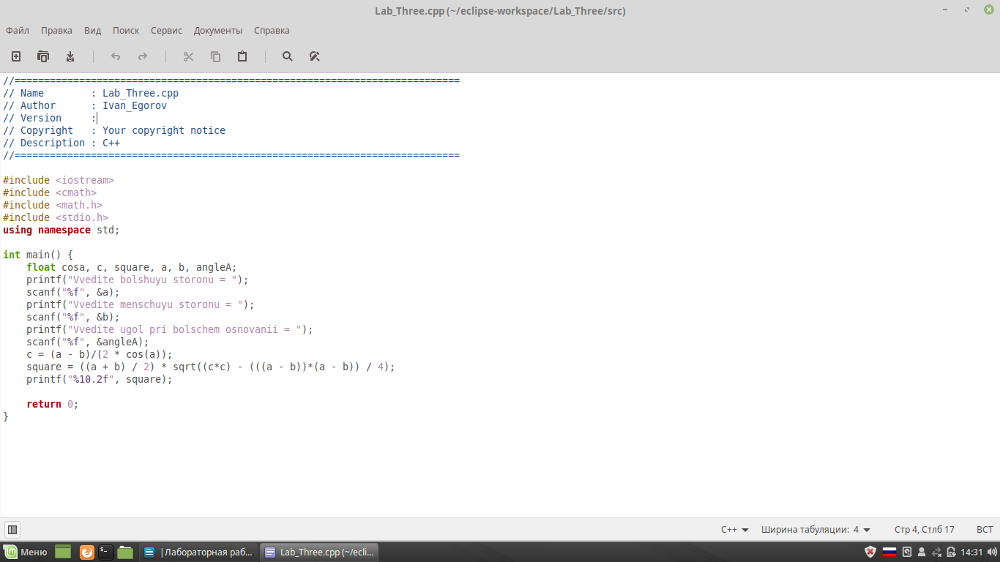 Lab_Three.cpp (~/eclipse-workspace/Lab_Three/src)
Файл Правка Вид Поиск Сервис Документы Справка
//============================================================================
// Name        : Lab_Three.cpp
// Author      : Ivan_Egorov
// Version     :
// Copyright   : Your copyright notice
// Description : C++
//============================================================================
#include <iostream>
#include <cmath>
#include <math.h>
#include <stdio.h>
using namespace std;
int main() {
    float cosa, c, square, a, b, angleA;
    printf("Vvedite bolshuyu storonu = ");
    scanf("%f", &a);
    printf("Vvedite menschuyu storonu = ");
    scanf("%f", &b);
    printf("Vvedite ugol pri bolschem osnovanii = ");
    scanf("%f", &angleA);
    c = (a - b)/(2 * cos(a));
    square = ((a + b) / 2) * sqrt((c*c) - (((a - b))*(a - b)) / 4);
    printf("%10.2f", square);
    return 0;
}
C++ Ширина табуляции: 4 Стр 4, Стлб 17 ВСТ
Меню |Лабораторная раб... Lab_Three.cpp (~/ecli... 14:31